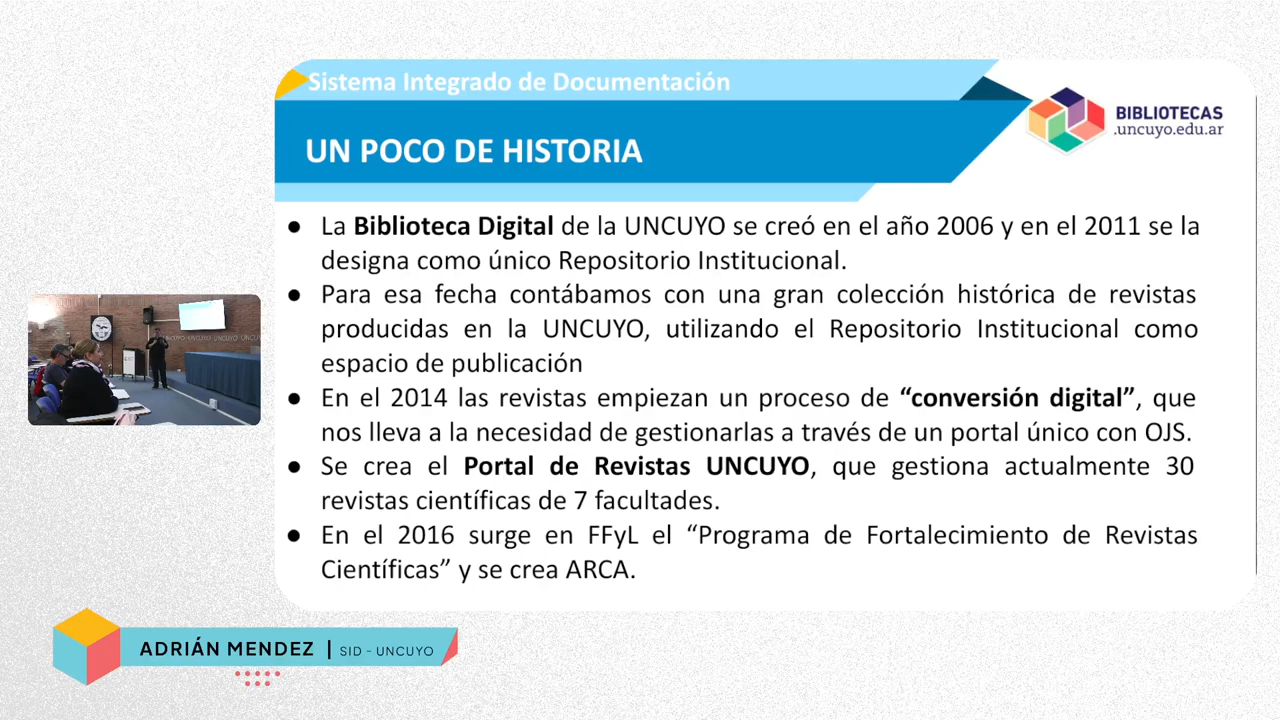 Sistema Integrado de Documentación
UN POCO DE HISTORIA
BIBLIOTECAS
.uncuyo.edu.ar
● La Biblioteca Digital de la UNCUYO se creó en el año 2006 y en el 2011 se la
designa como único Repositorio Institucional.
● Para esa fecha contábamos con una gran colección histórica de revistas
producidas en la UNCUYO, utilizando el Repositorio Institucional como
espacio de publicación
● En el 2014 las revistas empiezan un proceso de “conversión digital”, que
nos lleva a la necesidad de gestionarlas a través de un portal único con OJS.
● Se crea el Portal de Revistas UNCUYO, que gestiona actualmente 30
revistas científicas de 7 facultades.
● En el 2016 surge en FFyL el “Programa de Fortalecimiento de Revistas
Científicas” y se crea ARCA.
ADRIÁN MENDEZ | SID - UNCUYO